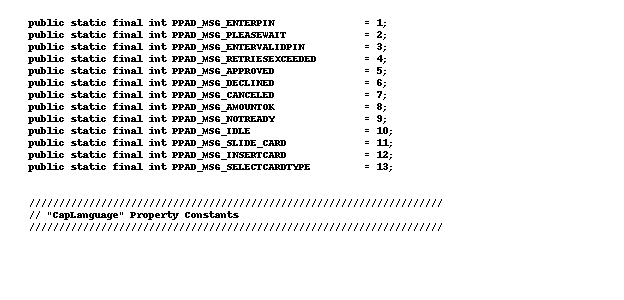 public static final int PPAD_MSG_ENTERPIN = 1;
public static final int PPAD_MSG_PLEASEWAIT = 2;
public static final int PPAD_MSG_ENTERVALIDPIN = 3;
public static final int PPAD_MSG_RETRIESEXCEEDED = 4;
public static final int PPAD_MSG_APPROVED = 5;
public static final int PPAD_MSG_DECLINED = 6;
public static final int PPAD_MSG_CANCELED = 7;
public static final int PPAD_MSG_AMOUNTOK = 8;
public static final int PPAD_MSG_NOTREADY = 9;
public static final int PPAD_MSG_IDLE = 10;
public static final int PPAD_MSG_SLIDE_CARD = 11;
public static final int PPAD_MSG_INSERTCARD = 12;
public static final int PPAD_MSG_SELECTCARDTYPE = 13;
/////////////////////////////////////////////////////////////////////
// "CapLanguage" Property Constants
/////////////////////////////////////////////////////////////////////